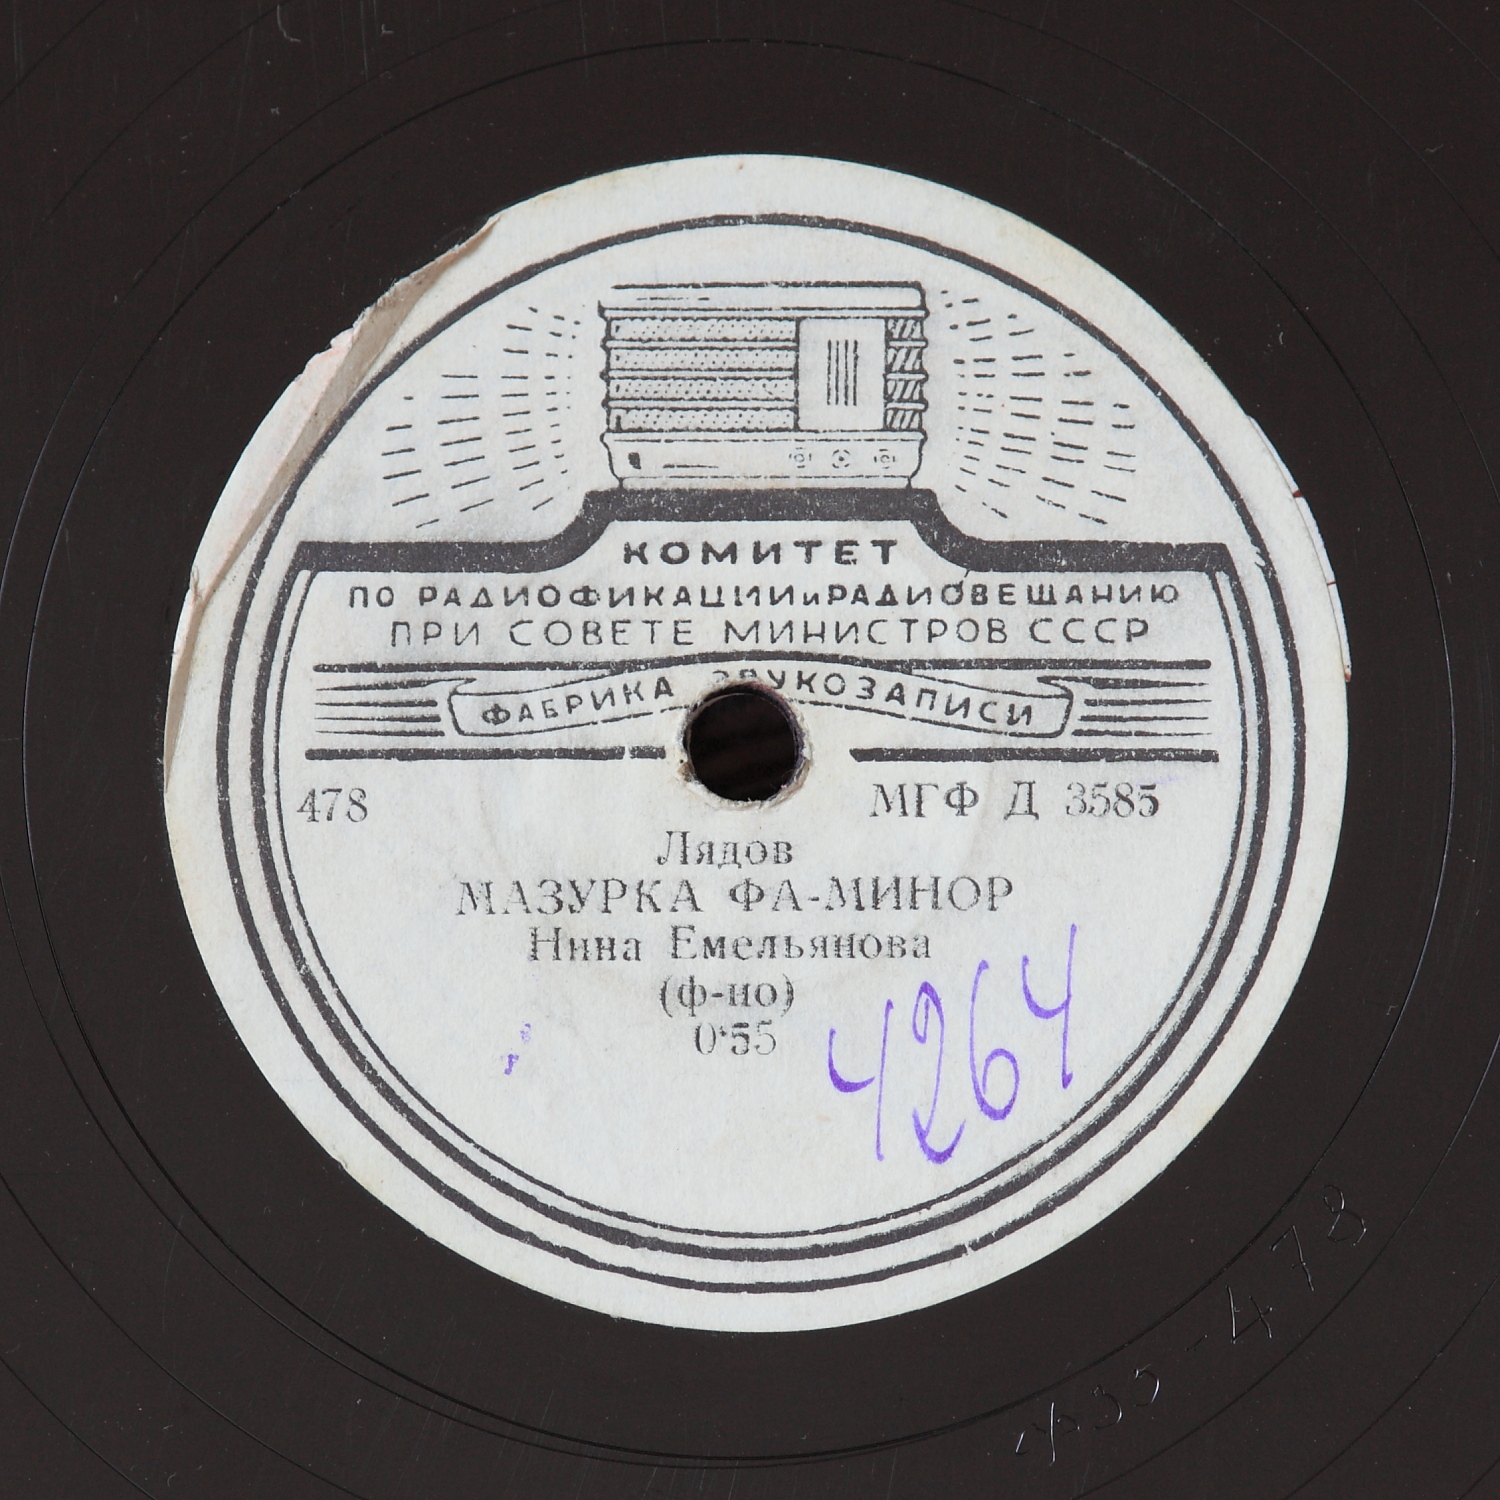 КОМИТЕТ
ПО РАДИОФИКАЦИИ и РАДИОВЕЩАНИЮ
ПРИ СОВЕТЕ МИНИСТРОВ СССР
ФАБРИКА ЗВУКОЗАПИСИ
478 МГФ Д 3585
Лядов
МАЗУРКА ФА-МИНОР
Нина Емельянова
(ф-но)
0·55
4264